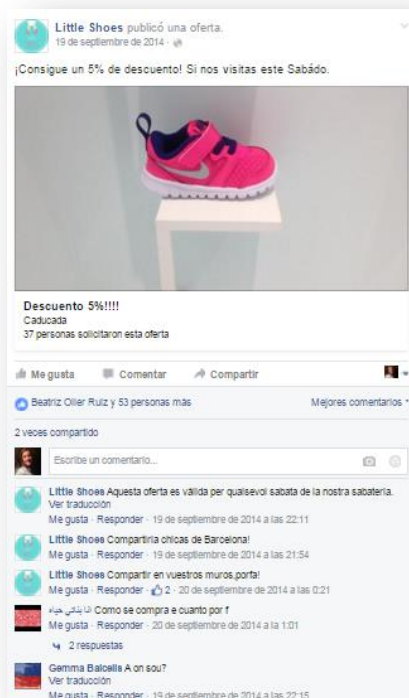 Little Shoes publicó una oferta.
19 de septiembre de 2014 ·
¡Consigue un 5% de descuento! Si nos visitas este Sabádo.
Descuento 5%!!!!
Caducada
37 personas solicitaron esta oferta
Me gusta Comentar Compartir
Beatriz Oller Ruiz y 53 personas más Mejores comentarios
2 veces compartido
Escribe un comentario...
Little Shoes Aquesta oferta es vàlida per qualsevol sabata de la nostra sabateria.
Ver traducción
Me gusta · Responder · 19 de septiembre de 2014 a las 22:11
Little Shoes Compartiria chicas de Barcelona!
Me gusta · Responder · 19 de septiembre de 2014 a las 21:54
Little Shoes Compartir en vuestros muros,porfa!
Me gusta · Responder · 2 · 20 de septiembre de 2014 a las 0:21
انا بناتي حياه Como se compra e cuanto por f
Me gusta · Responder · 20 de septiembre de 2014 a la 1:01
2 respuestas
Gemma Balcells A on sou?
Ver traducción
Me gusta · Responder · 19 de septiembre de 2014 a las 22:15